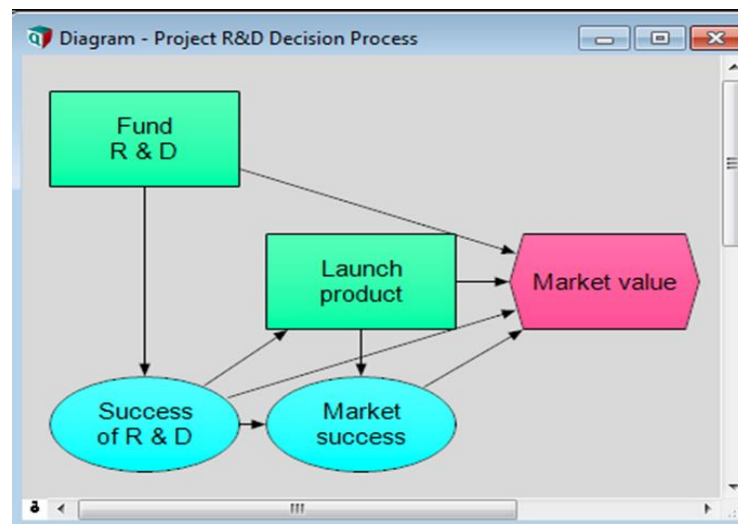 Diagram - Project R&D Decision Process
Fund
R & D
Launch
product
Market value
Success
of R & D
Market
success